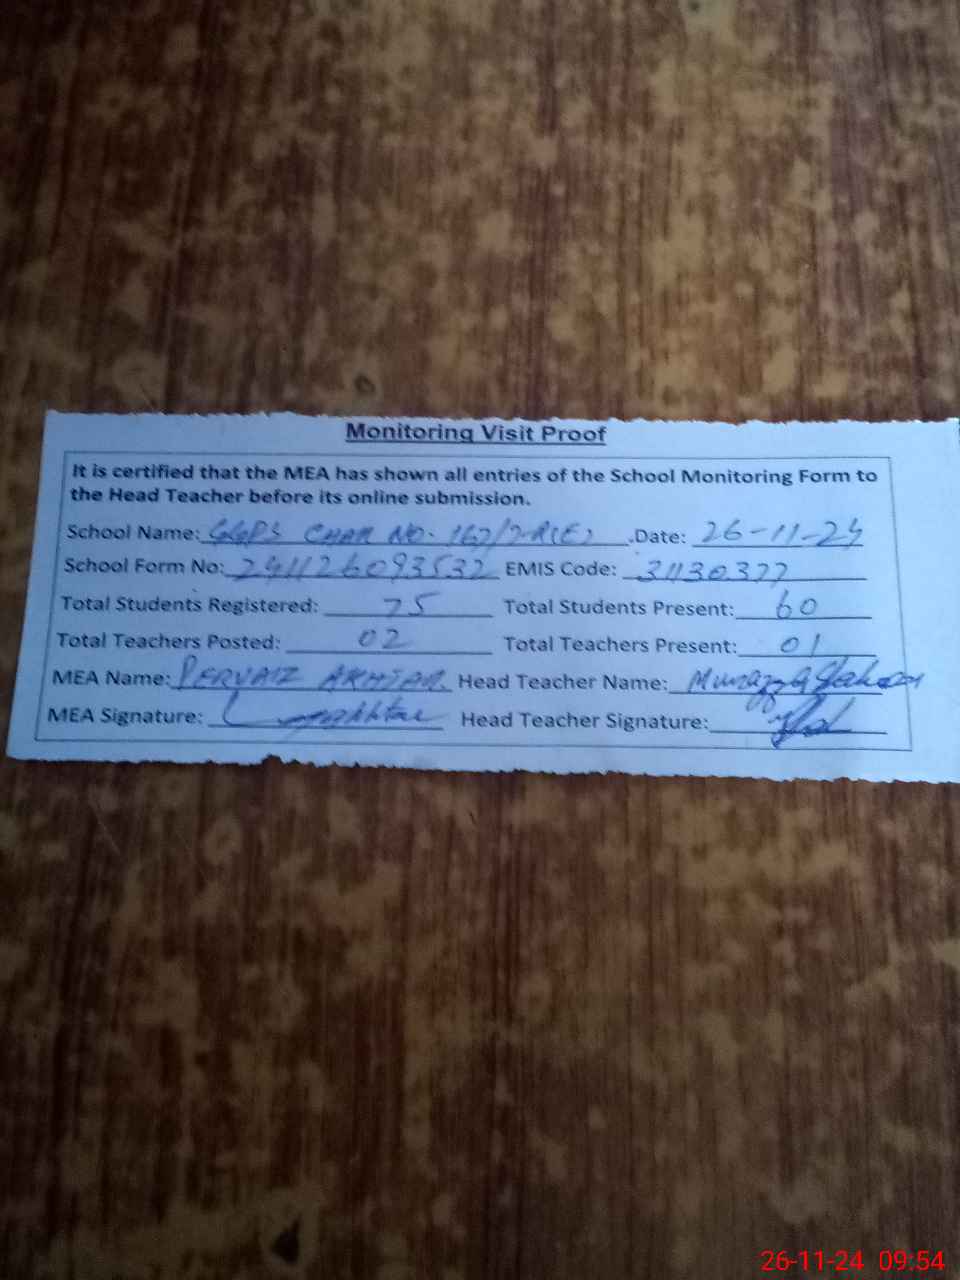 Monitoring Visit Proof
It is certified that the MEA has shown all entries of the School Monitoring Form to
the Head Teacher before its online submission.
School Name: GGPS CHAK NO. 167/7-R(E) .Date: 26-11-24
School Form No: 241126093532 EMIS Code: 31130377
Total Students Registered: 75 Total Students Present: 60
Total Teachers Posted: 02 Total Teachers Present: 01
MEA Name: PERVAIZ AKHTAR. Head Teacher Name: Munazza
MEA Signature: Head Teacher Signature:
26-11-24 09:54